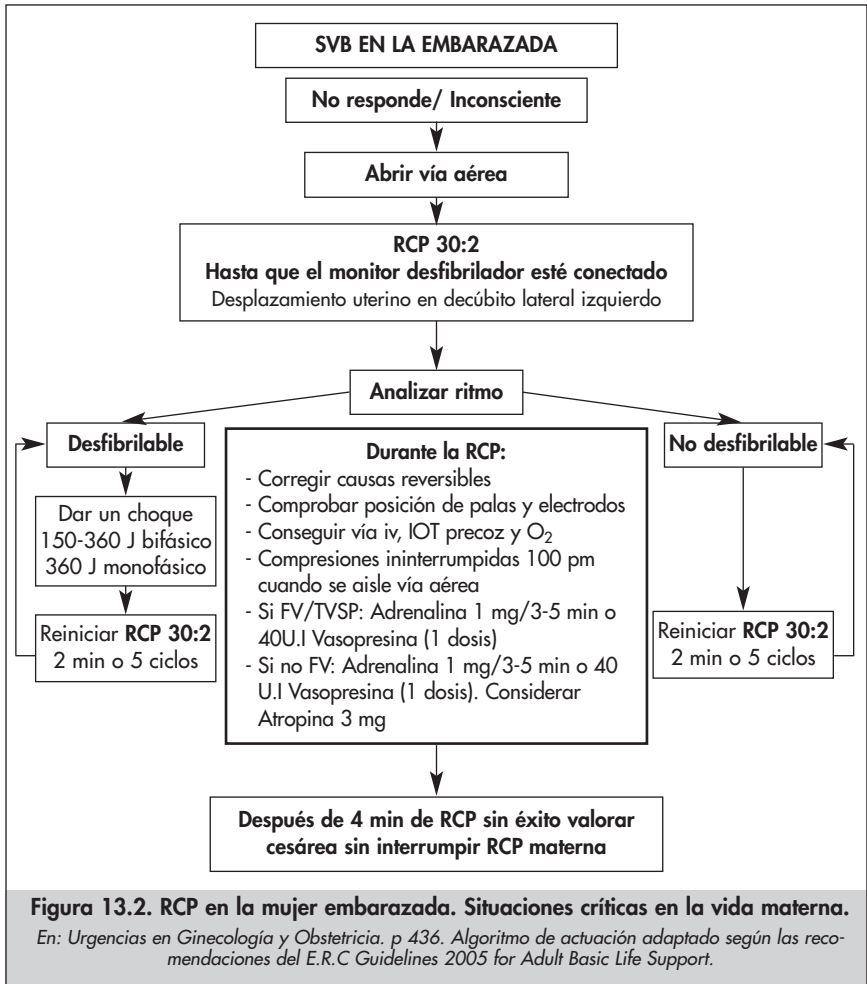 SVB EN LA EMBARAZADA
No responde/ Inconsciente
Abrir vía aérea
RCP 30:2
Hasta que el monitor desfibrilador esté conectado
Desplazamiento uterino en decúbito lateral izquierdo
Analizar ritmo
Desfibrilable
Dar un choque
150-360 J bifásico
360 J monofásico
Reiniciar RCP 30:2
2 min o 5 ciclos
Durante la RCP:
- Corregir causas reversibles
- Comprobar posición de palas y electrodos
- Conseguir vía iv, IOT precoz y O₂
- Compresiones ininterrumpidas 100 pm
cuando se aisle vía aérea
- Si FV/TVSP: Adrenalina 1 mg/3-5 min o
40U.I Vasopresina (1 dosis)
- Si no FV: Adrenalina 1 mg/3-5 min o 40
U.I Vasopresina (1 dosis). Considerar
Atropina 3 mg
No desfibrilable
Reiniciar RCP 30:2
2 min o 5 ciclos
Después de 4 min de RCP sin éxito valorar
cesárea sin interrumpir RCP materna
Figura 13.2. RCP en la mujer embarazada. Situaciones críticas en la vida materna.
En: Urgencias en Ginecología y Obstetricia. p 436. Algoritmo de actuación adaptado según las reco-
mendaciones del E.R.C Guidelines 2005 for Adult Basic Life Support.